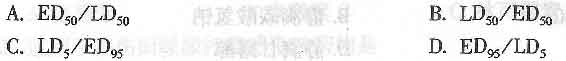 A. ED₅₀/LD₅₀ B. LD₅₀/ED₅₀
C. LD₅/ED₉₅ D. ED₉₅/LD₅